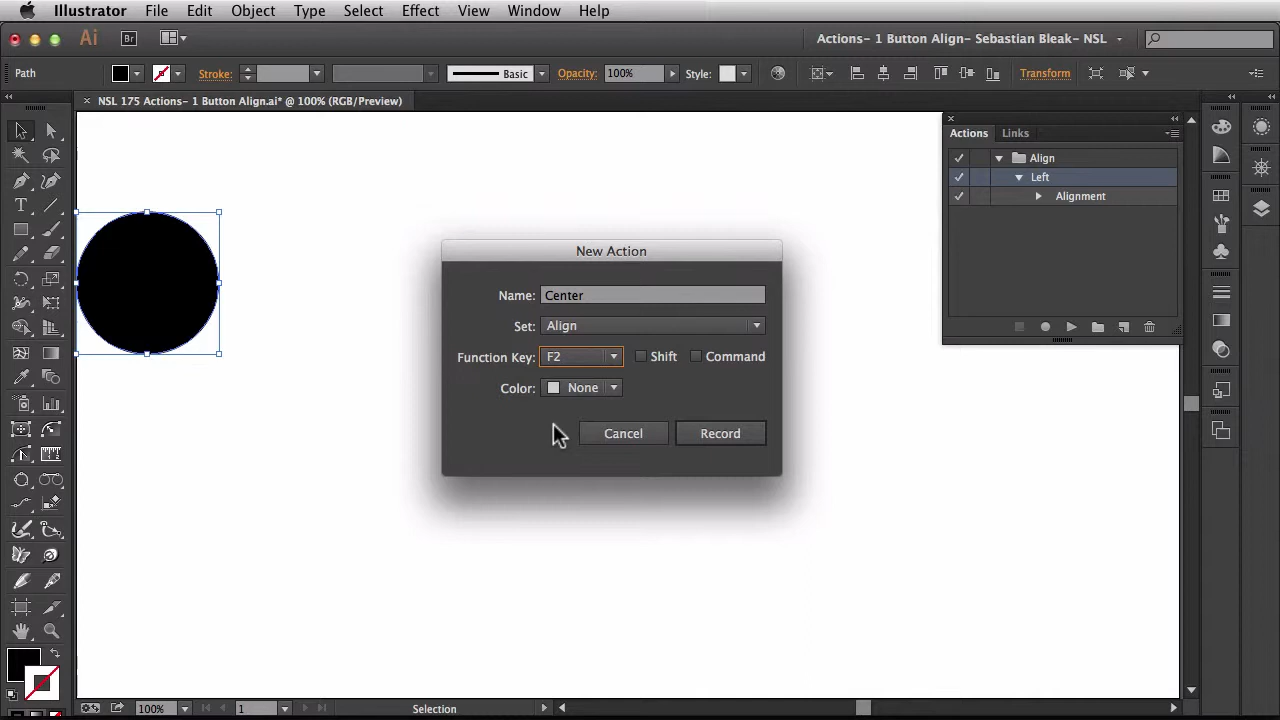 Illustrator File Edit Object Type Select Effect View Window Help
Ai Br Actions- 1 Button Align- Sebastian Bleak- NSL
Path Stroke: Basic Opacity: 100% Style: Transform
NSL 175 Actions- 1 Button Align.ai* @ 100% (RGB/Preview)
Actions Links
Align
Left
Alignment
New Action
Name: Center
Set: Align
Function Key: F2 Shift Command
Color: None
Cancel Record
100% 1 Selection